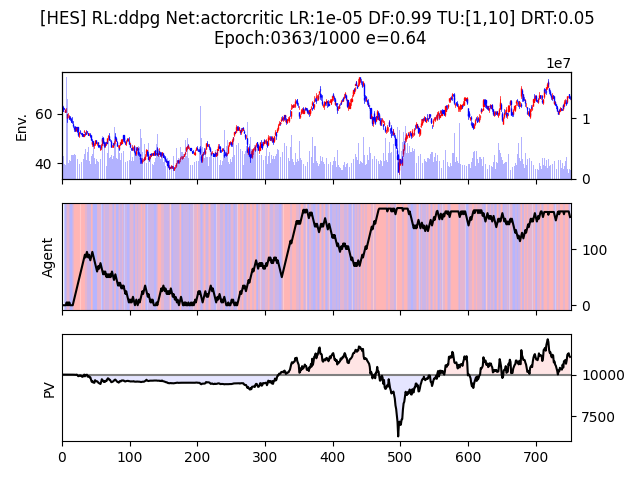 [HES] RL:ddpg Net:actorcritic LR:1e-05 DF:0.99 TU:[1,10] DRT:0.05
Epoch:0363/1000 e=0.64
1e7
Env.
60
40
1
0
Agent
100
0
PV
10000
7500
0 100 200 300 400 500 600 700